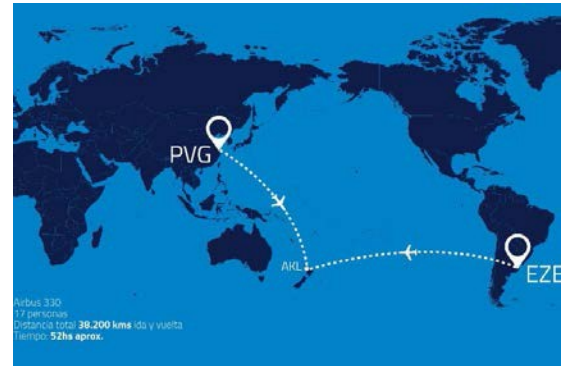 PVG
AKL
EZE
Airbus 330
17 personas
Distancia total 38.200 kms ida y vuelta
Tiempo: 52hs aprox.